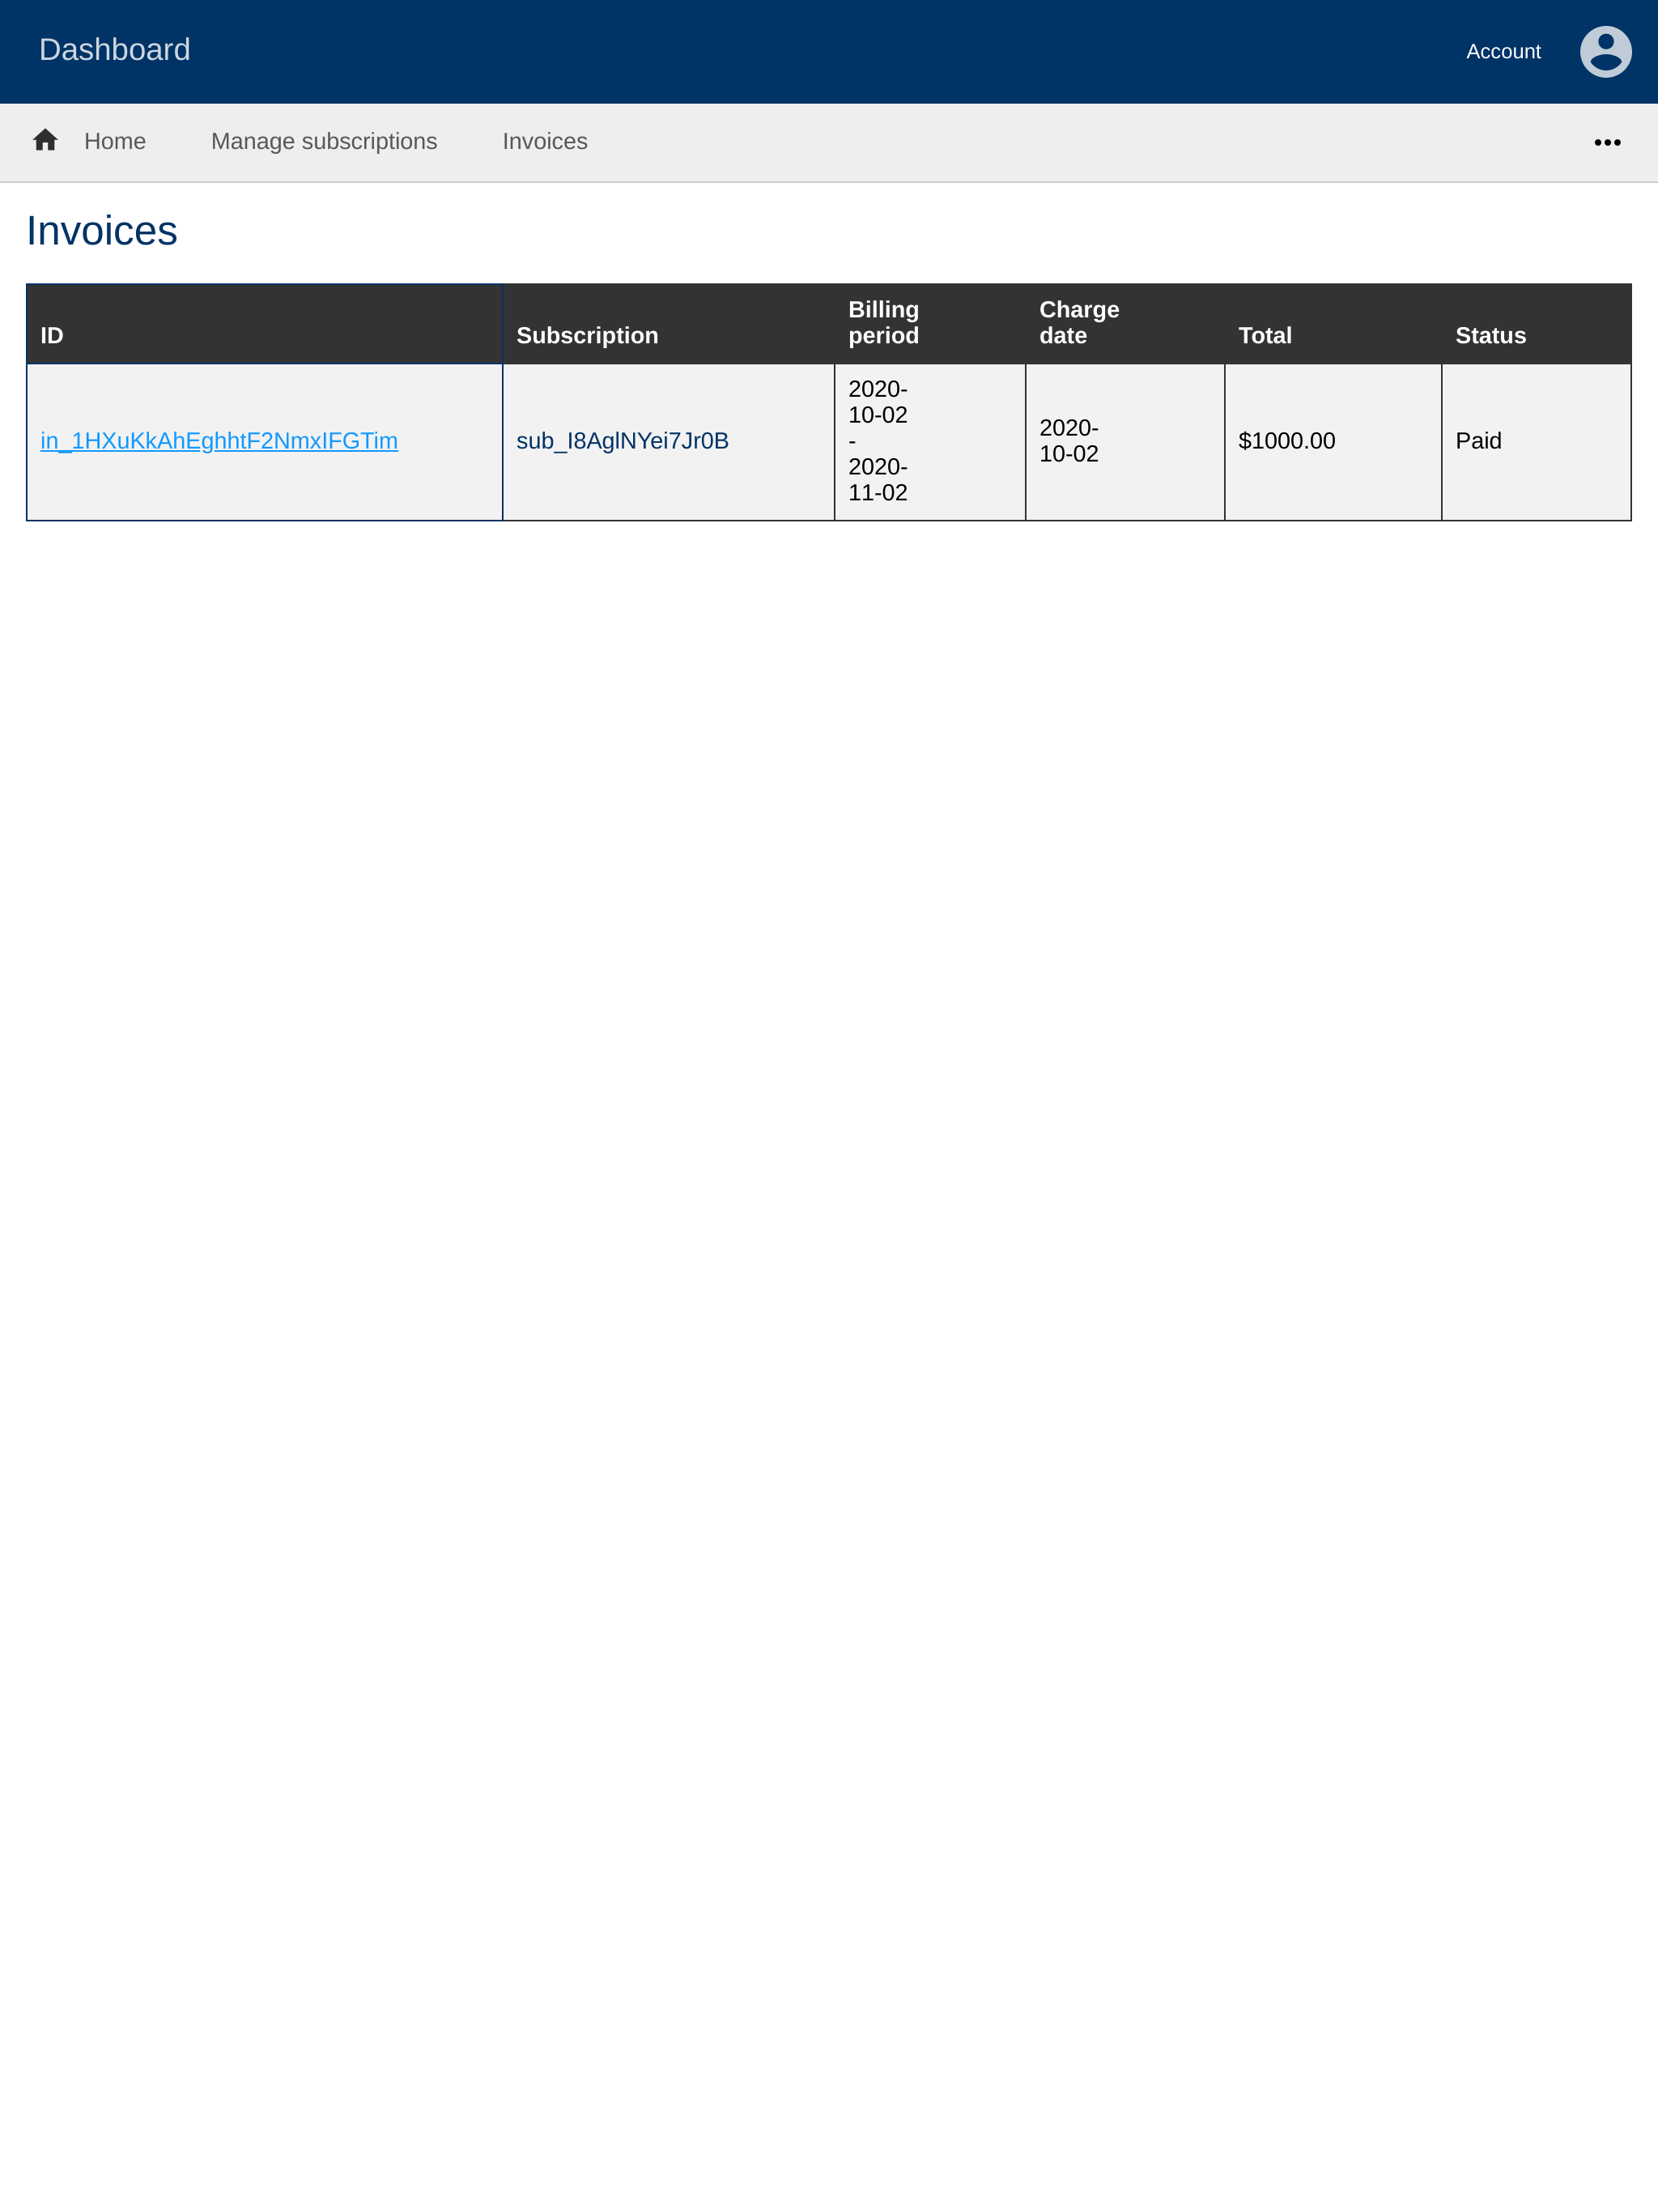 Dashboard
Account
Home Manage subscriptions Invoices
Invoices
ID Subscription Billing period Charge date Total Status
in_1HXuKkAhEghhtF2NmxIFGTim sub_I8AglNYei7Jr0B 2020-10-02 - 2020-11-02 2020-10-02 $1000.00 Paid